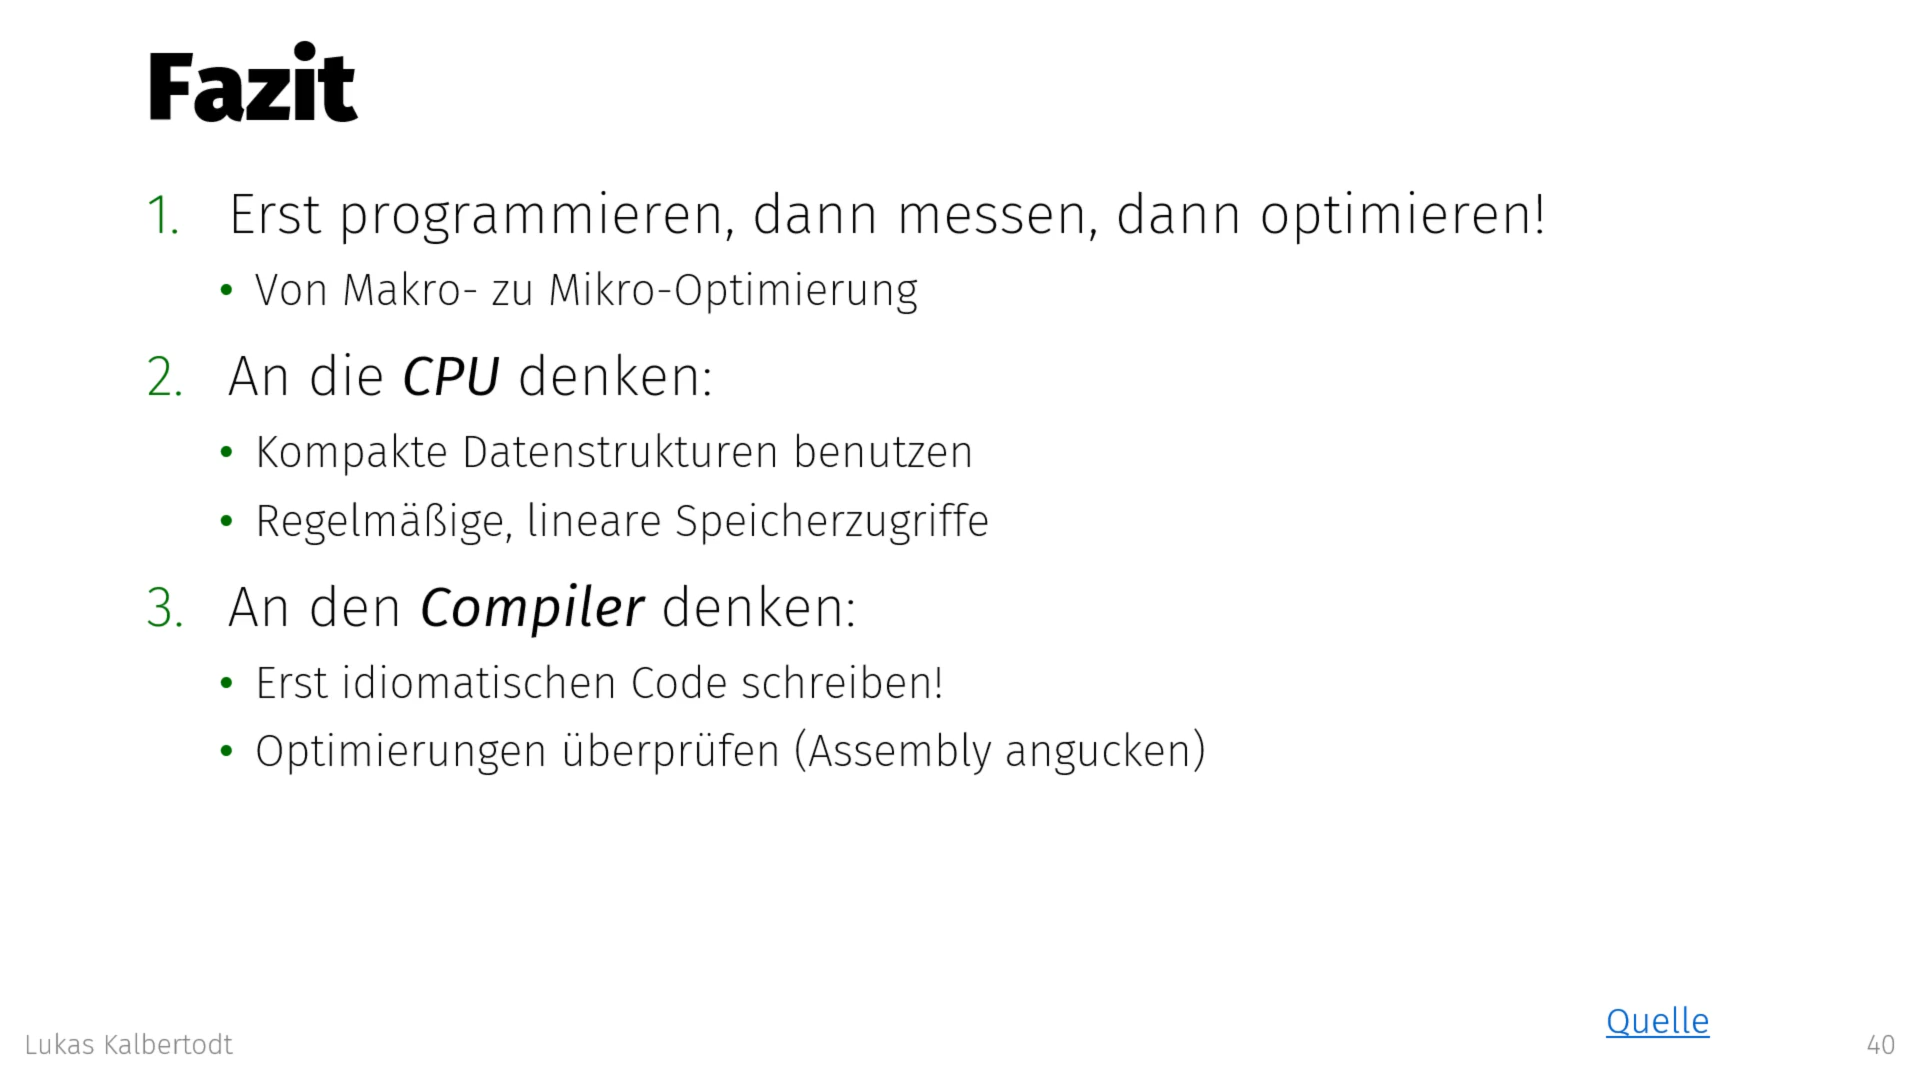 Fazit
1. Erst programmieren, dann messen, dann optimieren!
• Von Makro- zu Mikro-Optimierung
2. An die CPU denken:
• Kompakte Datenstrukturen benutzen
• Regelmäßige, lineare Speicherzugriffe
3. An den Compiler denken:
• Erst idiomatischen Code schreiben!
• Optimierungen überprüfen (Assembly angucken)
Quelle
Lukas Kalbertodt
40